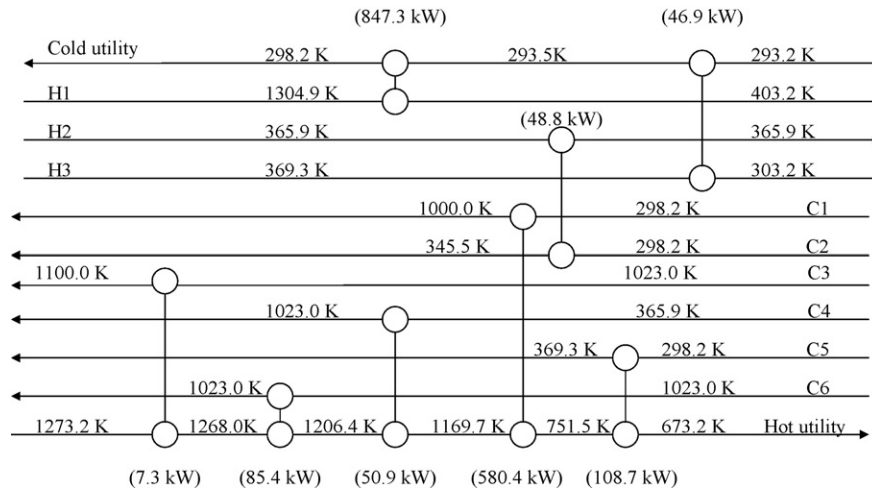 (847.3 kW) (46.9 kW)
Cold utility 298.2 K 293.5K 293.2 K
H1 1304.9 K 403.2 K
(48.8 kW)
H2 365.9 K 365.9 K
H3 369.3 K 303.2 K
1000.0 K 298.2 K C1
345.5 K 298.2 K C2
1100.0 K 1023.0 K C3
1023.0 K 365.9 K C4
369.3 K 298.2 K C5
1023.0 K 1023.0 K C6
1273.2 K 1268.0K 1206.4 K 1169.7 K 751.5 K 673.2 K Hot utility
(7.3 kW) (85.4 kW) (50.9 kW) (580.4 kW) (108.7 kW)